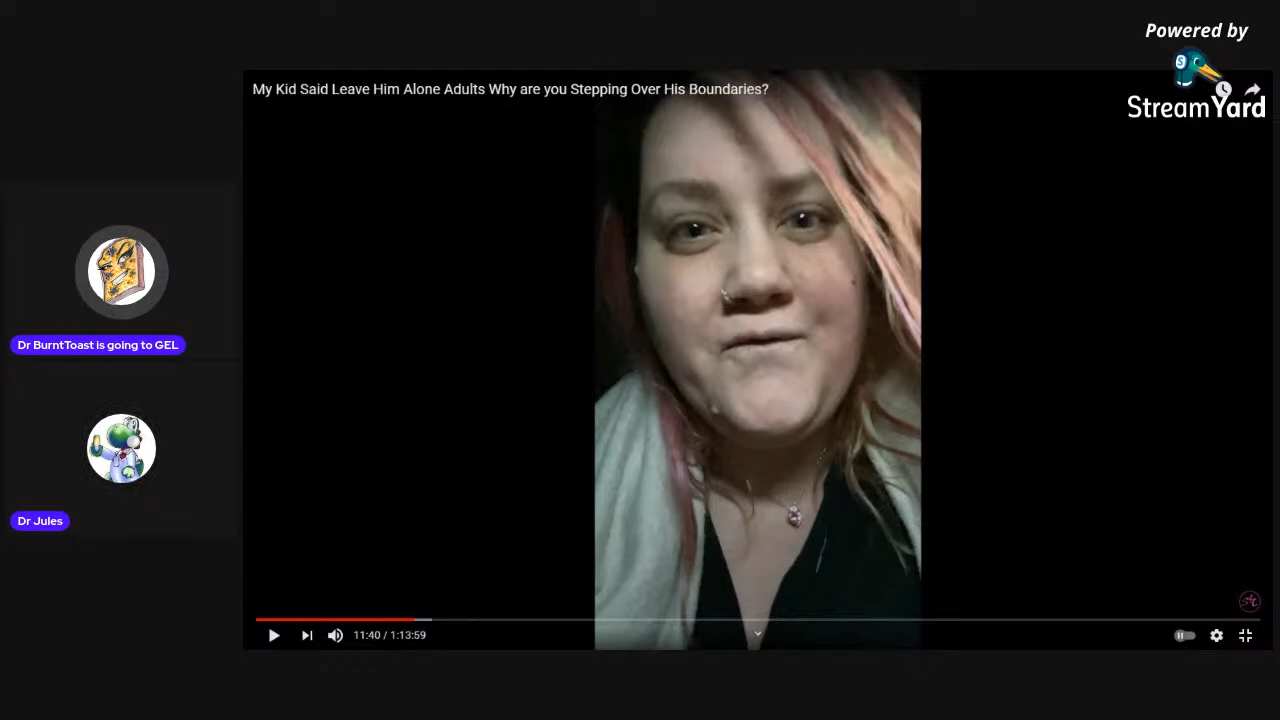 Powered by
StreamYard
My Kid Said Leave Him Alone Adults Why are you Stepping Over His Boundaries?
Dr BurntToast is going to GEL
Dr Jules
11:40 / 1:13:59